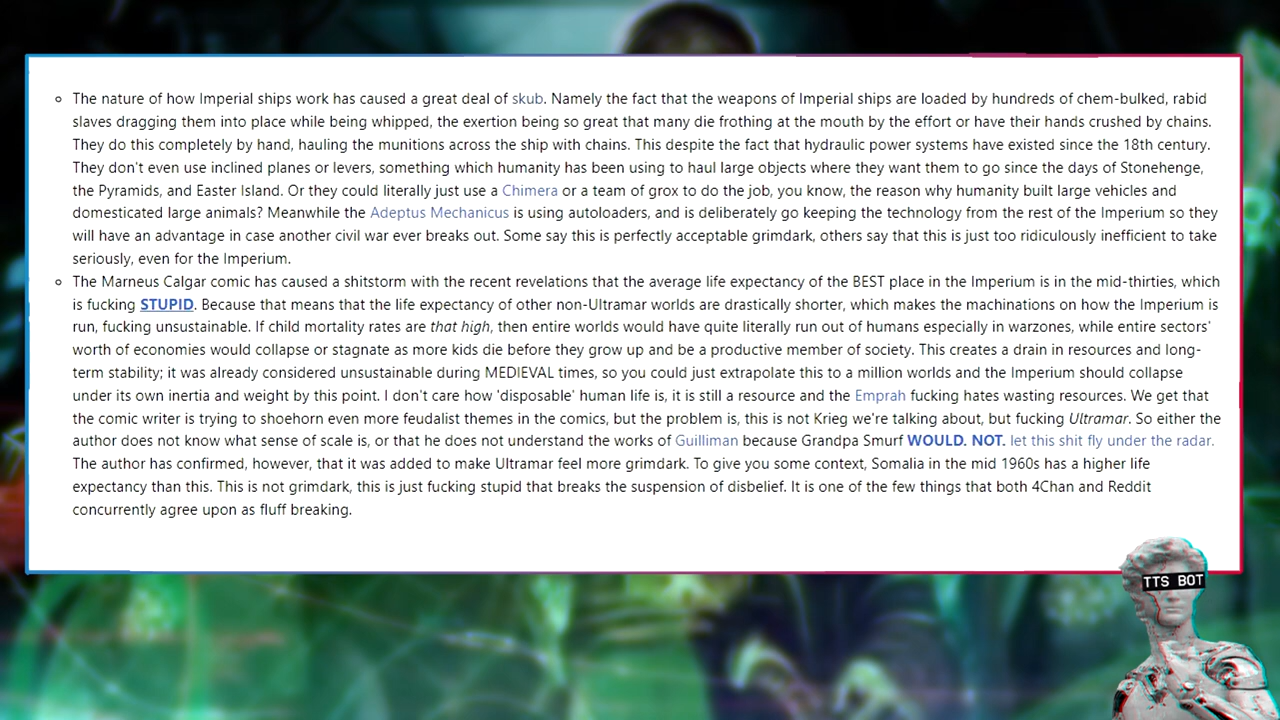 The nature of how Imperial ships work has caused a great deal of skub. Namely the fact that the weapons of Imperial ships are loaded by hundreds of chem-bulked, rabid
slaves dragging them into place while being whipped, the exertion being so great that many die frothing at the mouth by the effort or have their hands crushed by chains.
They do this completely by hand, hauling the munitions across the ship with chains. This despite the fact that hydraulic power systems have existed since the 18th century.
They don't even use inclined planes or levers, something which humanity has been using to haul large objects where they want them to go since the days of Stonehenge,
the Pyramids, and Easter Island. Or they could literally just use a Chimera or a team of grox to do the job, you know, the reason why humanity built large vehicles and
domesticated large animals? Meanwhile the Adeptus Mechanicus is using autoloaders, and is deliberately go keeping the technology from the rest of the Imperium so they
will have an advantage in case another civil war ever breaks out. Some say this is perfectly acceptable grimdark, others say that this is just too ridiculously inefficient to take
seriously, even for the Imperium.
The Marneus Calgar comic has caused a shitstorm with the recent revelations that the average life expectancy of the BEST place in the Imperium is in the mid-thirties, which
is fucking STUPID. Because that means that the life expectancy of other non-Ultramar worlds are drastically shorter, which makes the machinations on how the Imperium is
run, fucking unsustainable. If child mortality rates are that high, then entire worlds would have quite literally run out of humans especially in warzones, while entire sectors'
worth of economies would collapse or stagnate as more kids die before they grow up and be a productive member of society. This creates a drain in resources and long-
term stability; it was already considered unsustainable during MEDIEVAL times, so you could just extrapolate this to a million worlds and the Imperium should collapse
under its own inertia and weight by this point. I don't care how 'disposable' human life is, it is still a resource and the Emprah fucking hates wasting resources. We get that
the comic writer is trying to shoehorn even more feudalist themes in the comics, but the problem is, this is not Krieg we're talking about, but fucking Ultramar. So either the
author does not know what sense of scale is, or that he does not understand the works of Guilliman because Grandpa Smurf WOULD. NOT. let this shit fly under the radar.
The author has confirmed, however, that it was added to make Ultramar feel more grimdark. To give you some context, Somalia in the mid 1960s has a higher life
expectancy than this. This is not grimdark, this is just fucking stupid that breaks the suspension of disbelief. It is one of the few things that both 4Chan and Reddit
concurrently agree upon as fluff breaking.
TTS BOT